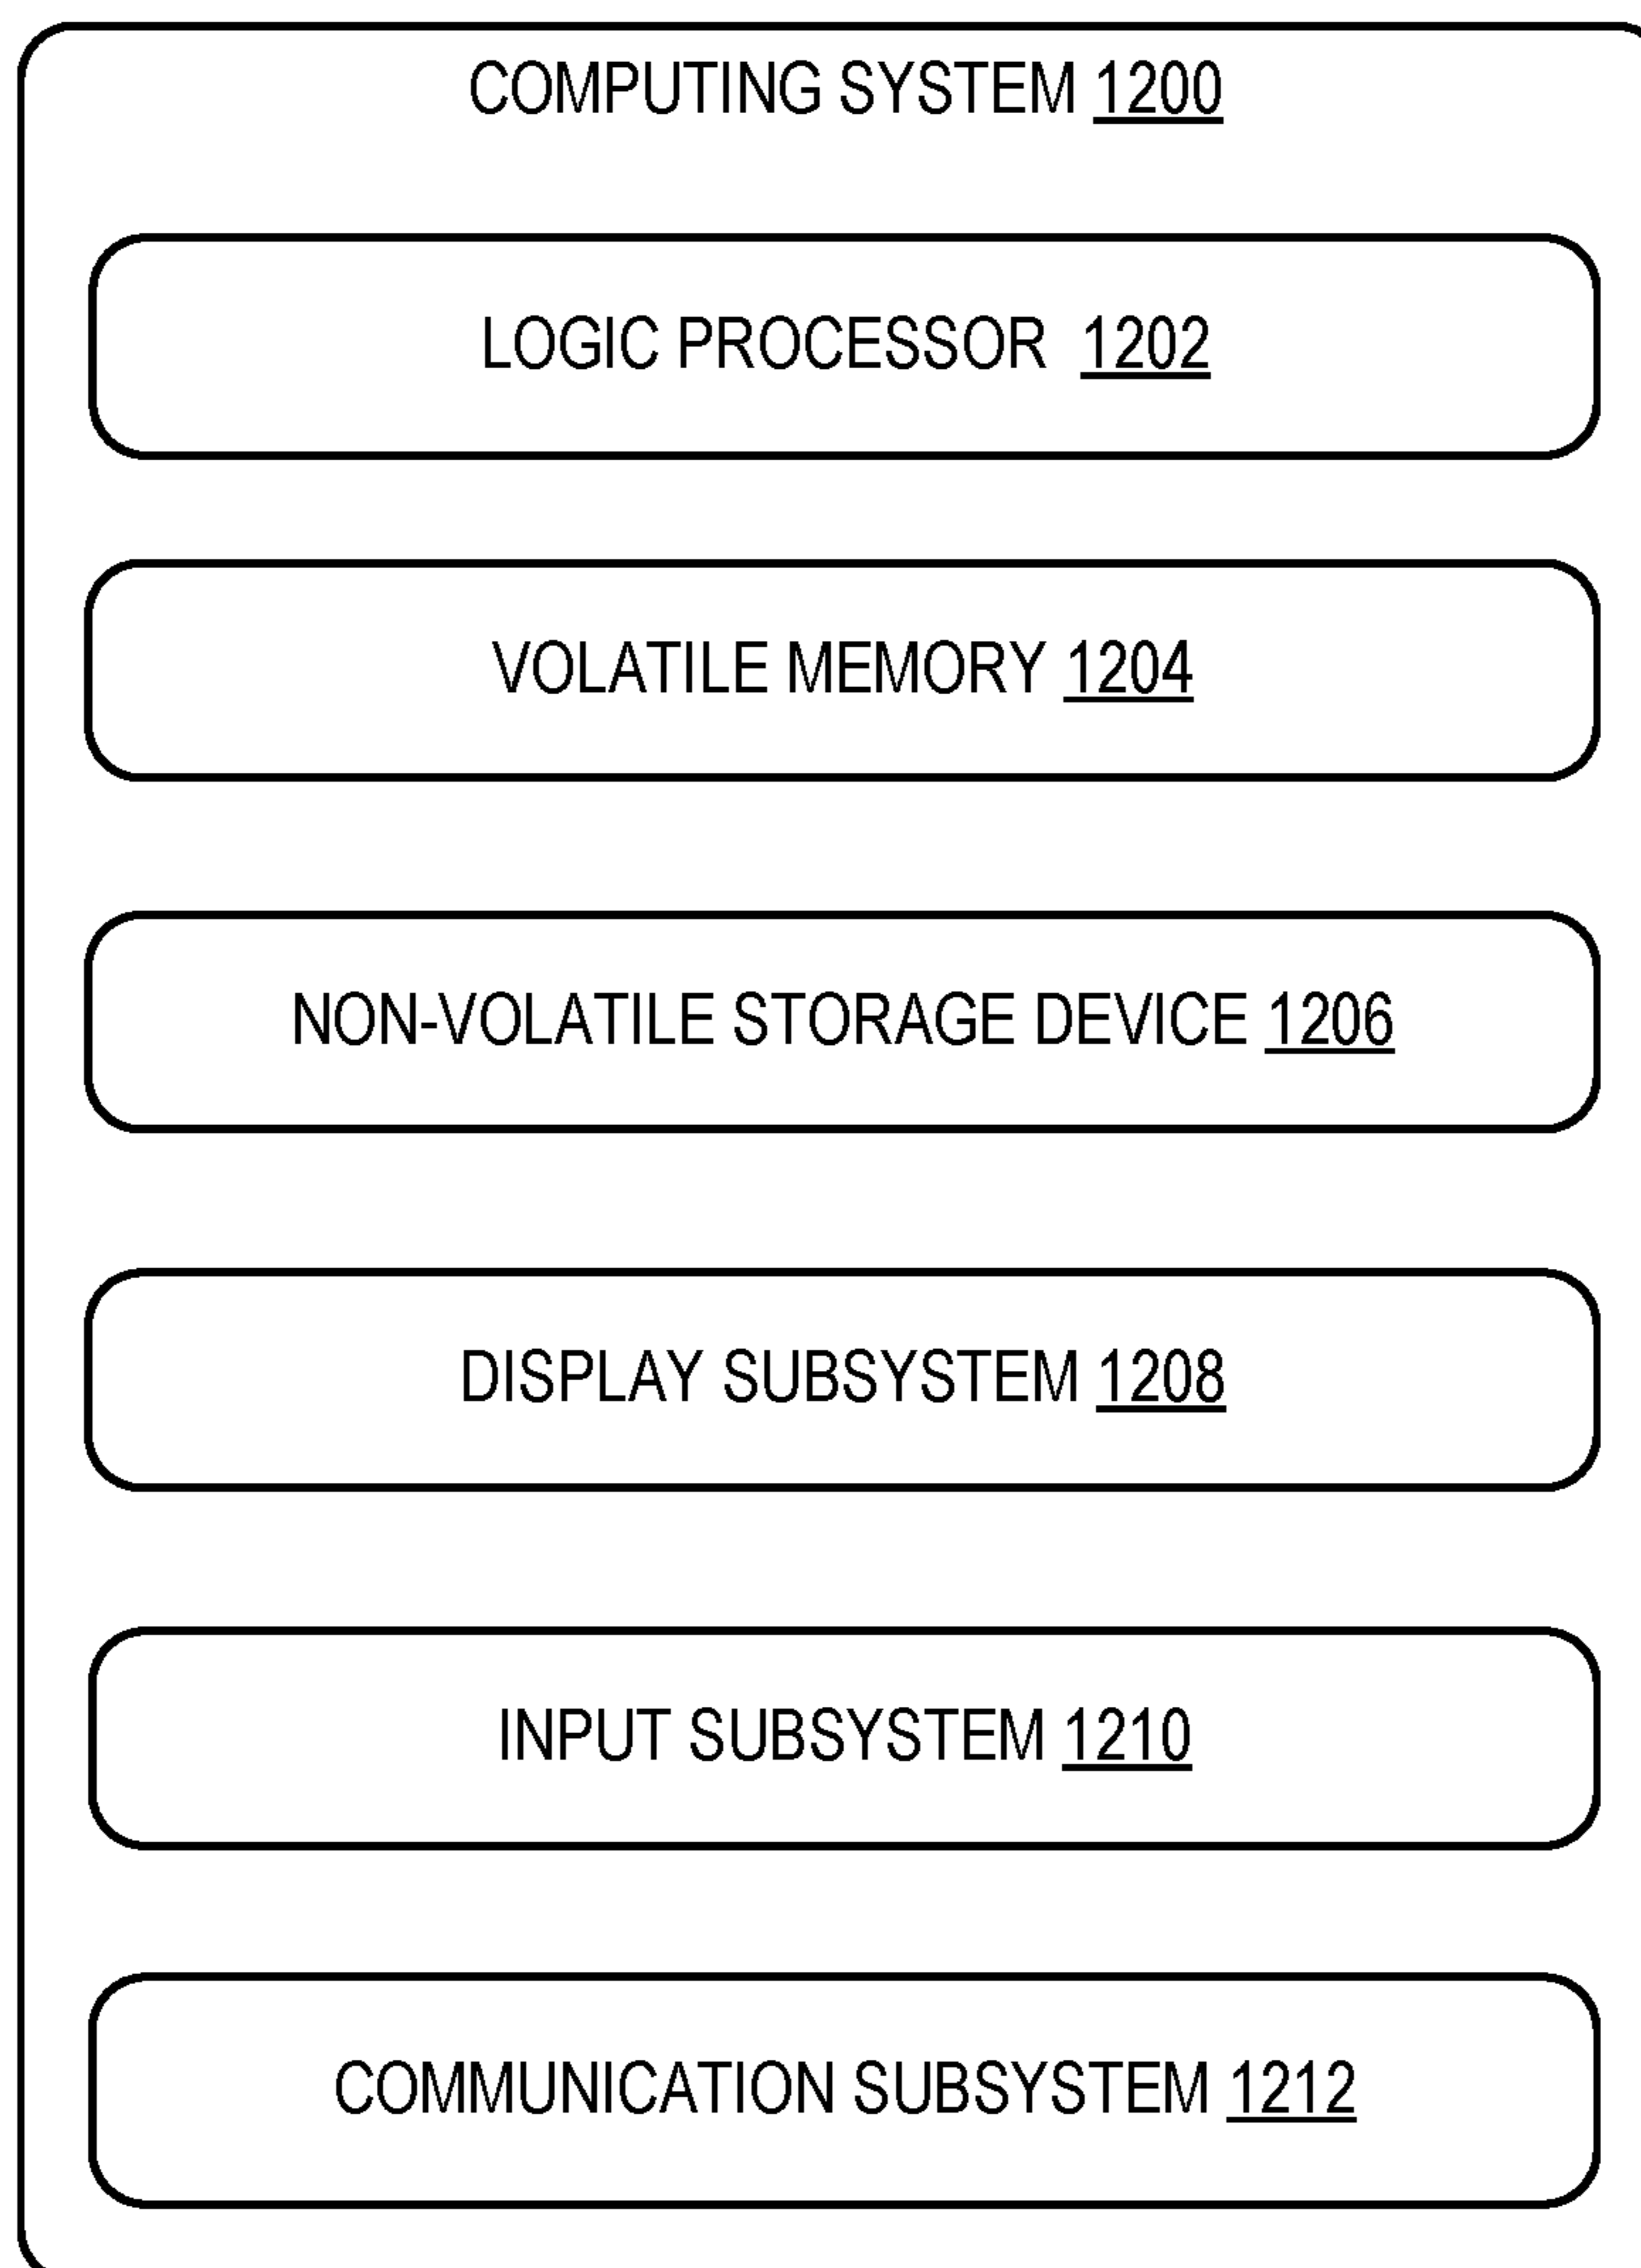 COMPUTING SYSTEM 1200
LOGIC PROCESSOR 1202
VOLATILE MEMORY 1204
NON-VOLATILE STORAGE DEVICE 1206
DISPLAY SUBSYSTEM 1208
INPUT SUBSYSTEM 1210
COMMUNICATION SUBSYSTEM 1212